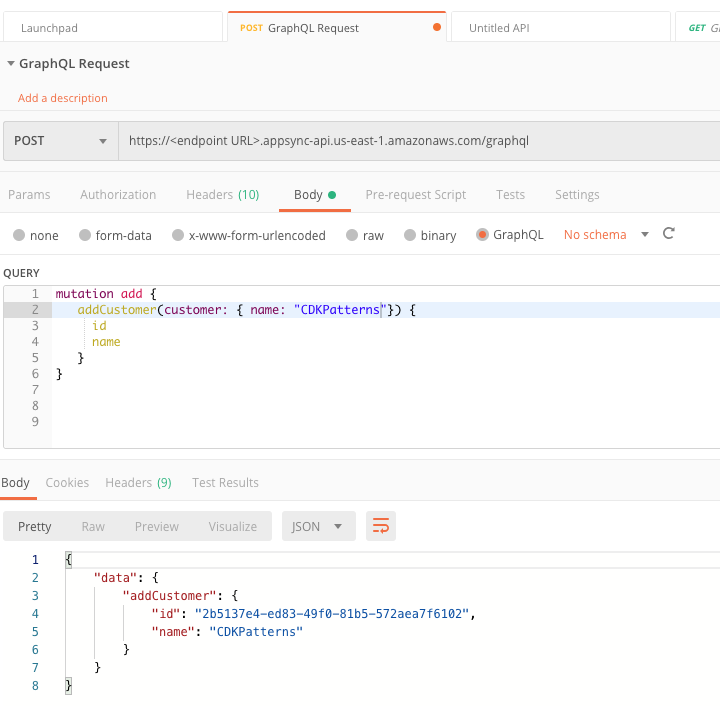 Launchpad
POST GraphQL Request
Untitled API
GET
GraphQL Request
Add a description
POST
https://<endpoint URL>.appsync-api.us-east-1.amazonaws.com/graphql
Params Authorization Headers (10) Body Pre-request Script Tests Settings
none form-data x-www-form-urlencoded raw binary GraphQL No schema
QUERY
1 mutation add {
2 addCustomer(customer: { name: "CDKPatterns"}) {
3 id
4 name
5 }
6 }
7
8
9
Body Cookies Headers (9) Test Results
Pretty Raw Preview Visualize JSON
1 {
2 "data": {
3 "addCustomer": {
4 "id": "2b5137e4-ed83-49f0-81b5-572aea7f6102",
5 "name": "CDKPatterns"
6 }
7 }
8 }